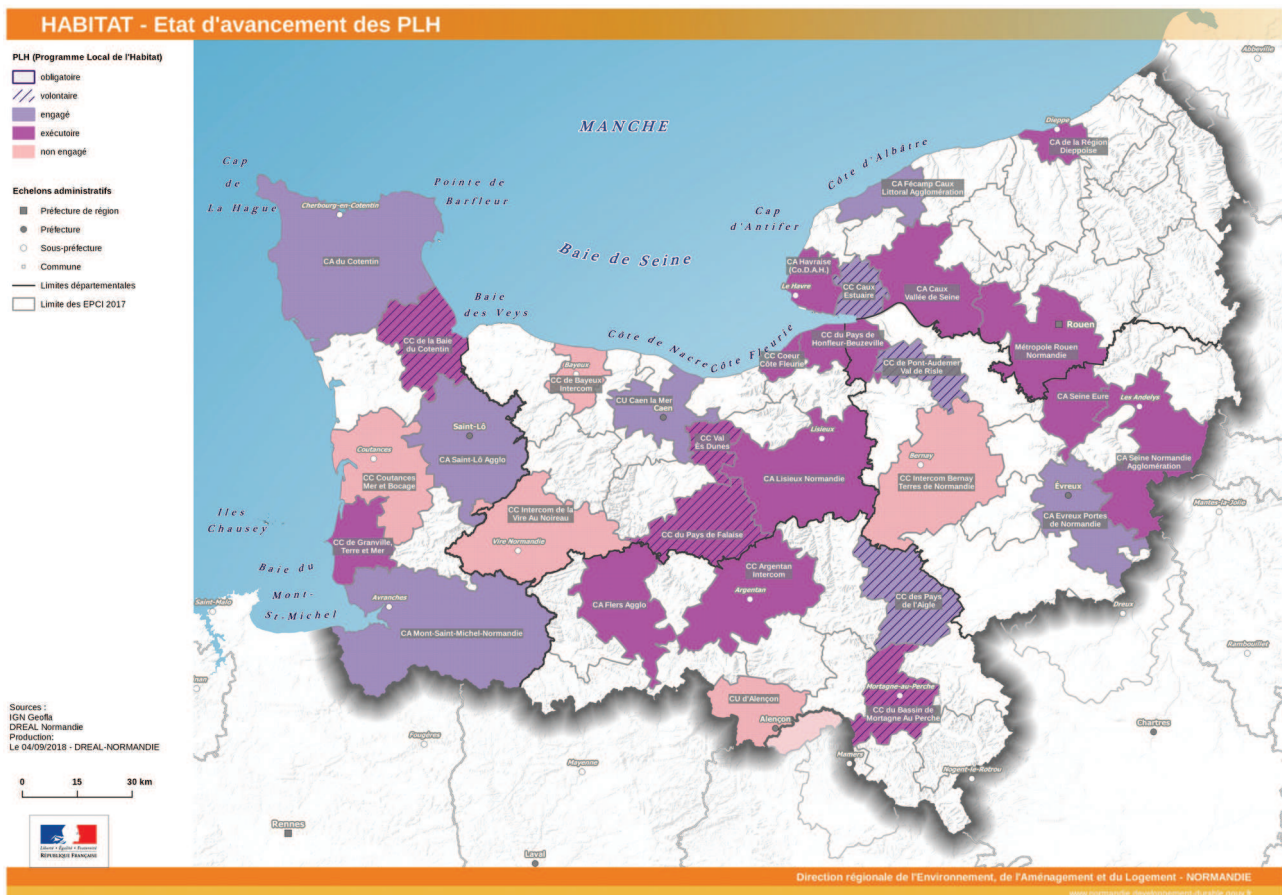 HABITAT - Etat d'avancement des PLH
PLH (Programme Local de l'Habitat)
obligatoire
volontaire
engagé
exécutoire
non engagé
Echelons administratifs
Préfecture de région
Préfecture
Sous-préfecture
Commune
Limites départementales
Limite des EPCI 2017
Abbeville
MANCHE
Dieppe
CA de la Région
Dieppoise
Côte d'Albâtre
Cap
de
La Hague
Pointe de
Barfleur
Cherbourg-en-Cotentin
CA Fécamp Caux
Littoral Agglomération
Cap
d'Antifer
Baie de Seine
CA du Cotentin
CA Havraise
(Co.D.A.H.)
Le Havre
CC Caux
Estuaire
CA Caux
Vallée de Seine
Baie
des Veys
Rouen
Métropole Rouen
Normandie
CC de la Baie
du Cotentin
Côte de Nacre
Côte Fleurie
CC du Pays de
Honfleur-Beuzeville
CC Coeur
Côte Fleurie
CC de Pont-Audemer
Val de Risle
Bayeux
CC de Bayeux
Intercom
CU Caen la Mer
Caen
CA Seine Eure
Les Andelys
Saint-Lô
CA Saint-Lô Agglo
CC Val
Ès Dunes
Lisieux
CA Lisieux Normandie
Coutances
CC Coutances
Mer et Bocage
Bernay
CC Intercom Bernay
Terres de Normandie
CA Seine Normandie
Agglomération
Évreux
CA Evreux Portes
de Normandie
Mantes-la-Jolie
Iles
Chausey
CC de Granville,
Terre et Mer
CC Intercom de la
Vire Au Noireau
Vire Normandie
CC du Pays de Falaise
Baie du
Mont-
St-Michel
Saint-Malo
Avranches
CA Mont-Saint-Michel-Normandie
CA Flers Agglo
CC Argentan
Intercom
Argentan
CC des Pays
de l'Aigle
Dreux
Rambouillet
CU d'Alençon
Alençon
Mortagne-au-Perche
CC du Bassin de
Mortagne Au Perche
Sources :
IGN Geofla
DREAL Normandie
Production:
Le 04/09/2018 - DREAL-NORMANDIE
Fougères
Mayenne
Mamers
Nogent-le-Rotrou
Chartres
0 15 30 km
Rennes
Laval
Liberté • Égalité • Fraternité
RÉPUBLIQUE FRANÇAISE
Direction régionale de l'Environnement, de l'Aménagement et du Logement - NORMANDIE
www.normandie.developpement-durable.gouv.fr